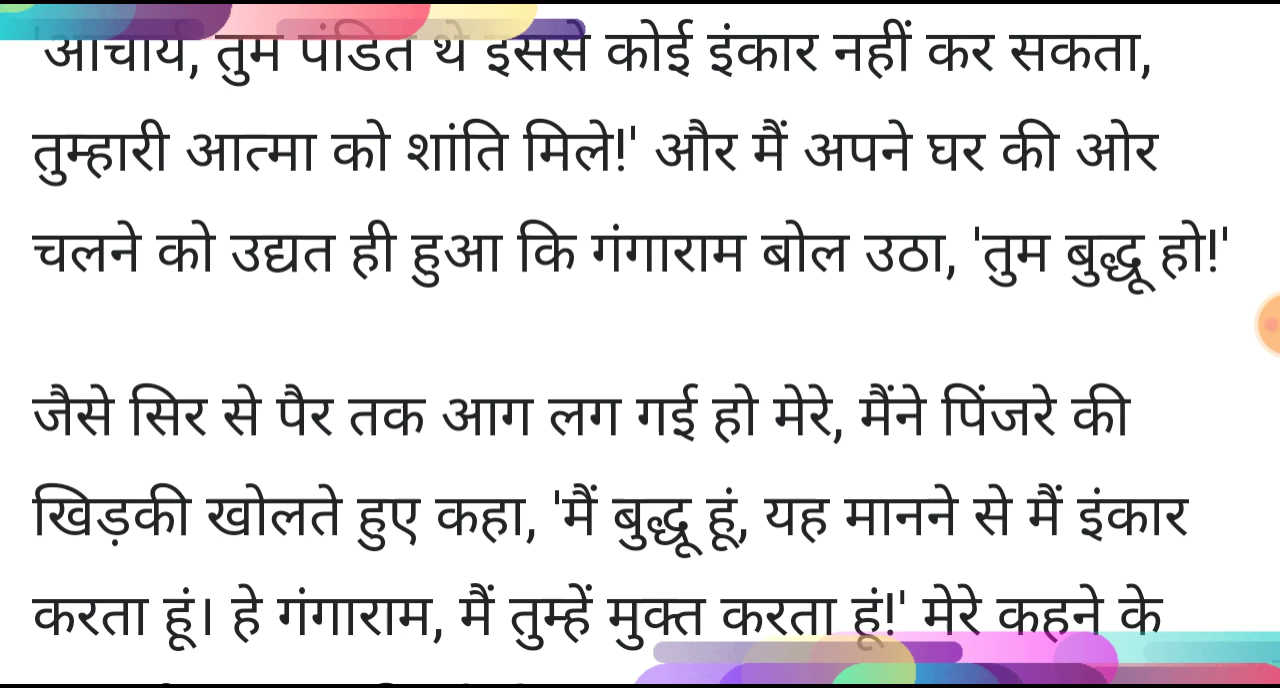 'आचार्य, तुम पंडित थे इससे कोई इंकार नहीं कर सकता,
तुम्हारी आत्मा को शांति मिले!' और मैं अपने घर की ओर
चलने को उद्यत ही हुआ कि गंगाराम बोल उठा, 'तुम बुद्धू हो!'
जैसे सिर से पैर तक आग लग गई हो मेरे, मैंने पिंजरे की
खिड़की खोलते हुए कहा, 'मैं बुद्धू हूं, यह मानने से मैं इंकार
करता हूं। हे गंगाराम, मैं तुम्हें मुक्त करता हूं!' मेरे कहने के